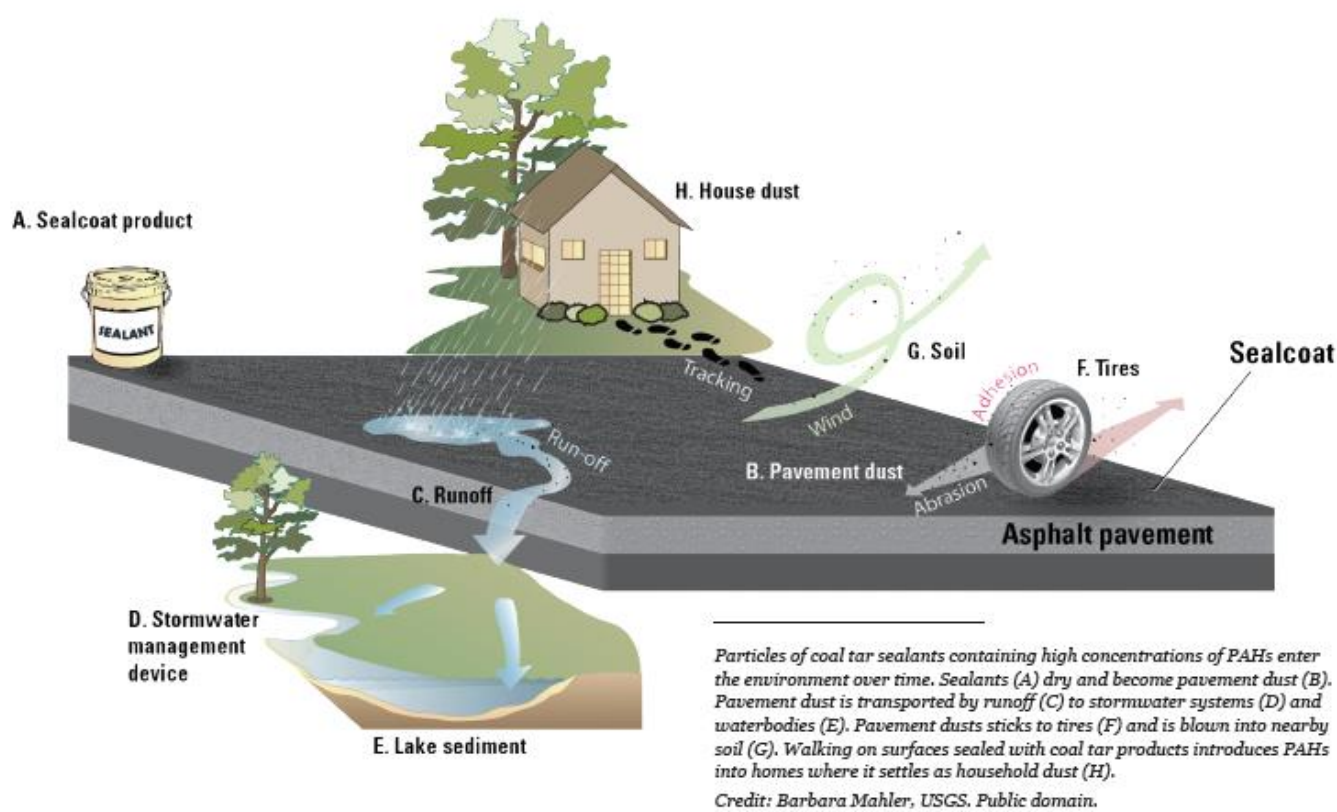 H. House dust
A. Sealcoat product
SEALANT
G. Soil
Sealcoat
F. Tires
Adhesion
Tracking
Wind
B. Pavement dust
Abrasion
Run-off
C. Runoff
Asphalt pavement
D. Stormwater
management
device
E. Lake sediment
Particles of coal tar sealants containing high concentrations of PAHs enter
the environment over time. Sealants (A) dry and become pavement dust (B).
Pavement dust is transported by runoff (C) to stormwater systems (D) and
waterbodies (E). Pavement dusts sticks to tires (F) and is blown into nearby
soil (G). Walking on surfaces sealed with coal tar products introduces PAHs
into homes where it settles as household dust (H).
Credit: Barbara Mahler, USGS. Public domain.